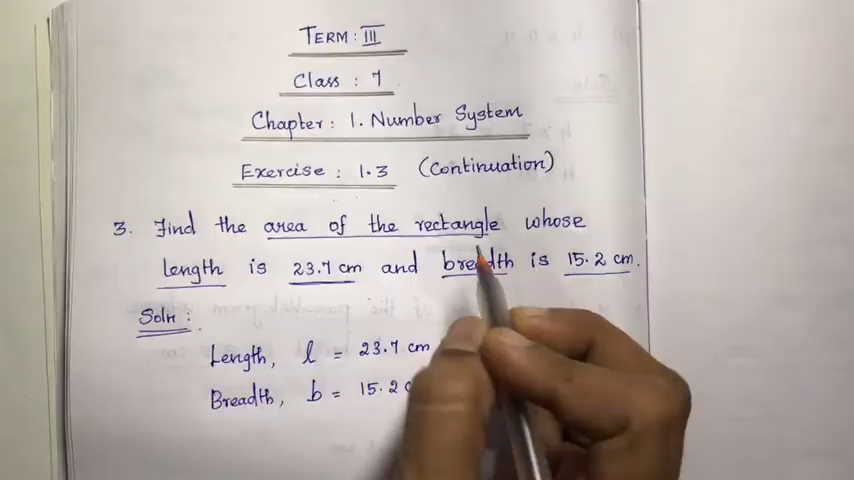 TERM: III
Class : 7
Chapter: 1. Number System
Exercise : 1.3 (Continuation)
3. Find the area of the rectangle whose
length is 23.7 cm and breadth is 15.2 cm.
Soln :
Length, l = 23.7 cm
Breadth, b = 15.2 c